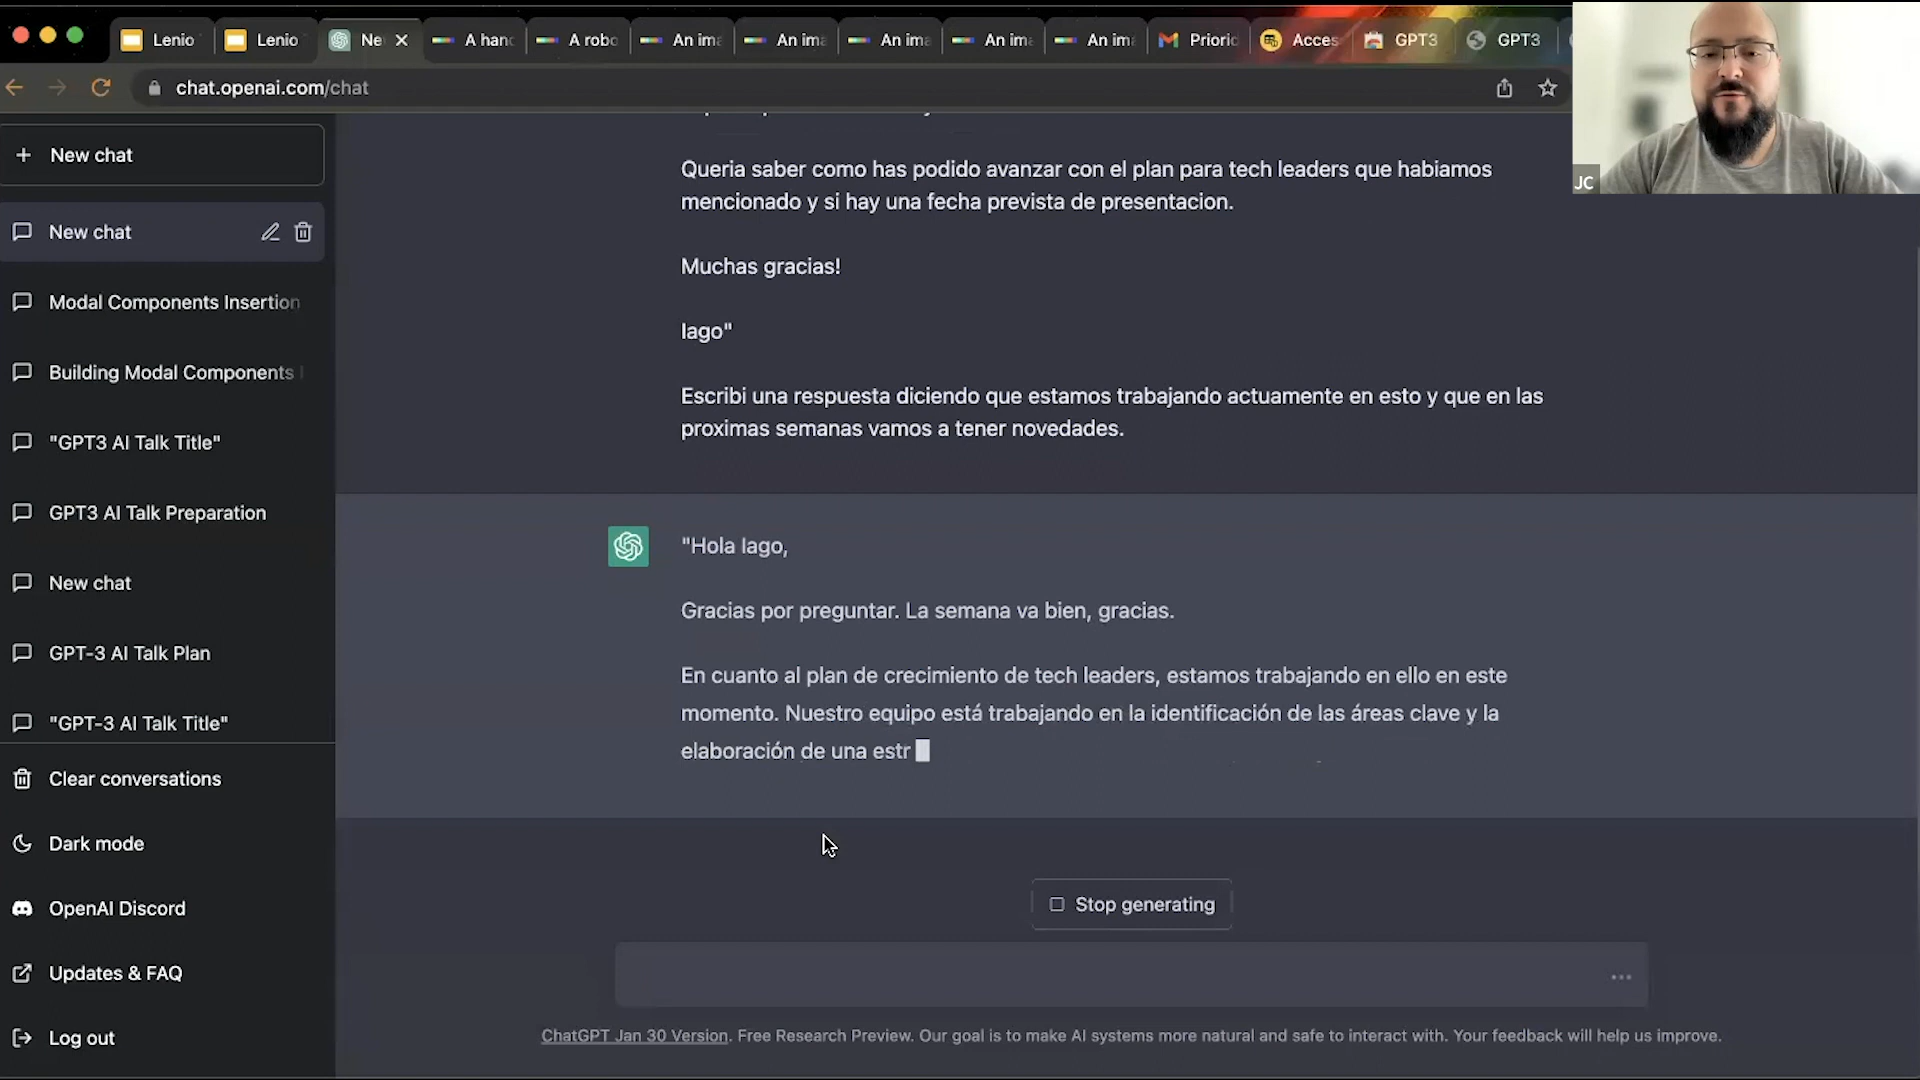 Lenio
Lenio
Ne
A hand
A robo
An ima
An ima
An ima
An ima
An ima
Priorid
Acces
GPT3
GPT3
chat.openai.com/chat
JC
New chat
New chat
Modal Components Insertion
Building Modal Components
"GPT3 AI Talk Title"
GPT3 AI Talk Preparation
New chat
GPT-3 AI Talk Plan
"GPT-3 AI Talk Title"
Clear conversations
Dark mode
OpenAI Discord
Updates & FAQ
Log out
Queria saber como has podido avanzar con el plan para tech leaders que habiamos
mencionado y si hay una fecha prevista de presentacion.
Muchas gracias!
Iago"
Escribi una respuesta diciendo que estamos trabajando actuamente en esto y que en las
proximas semanas vamos a tener novedades.
"Hola Iago,
Gracias por preguntar. La semana va bien, gracias.
En cuanto al plan de crecimiento de tech leaders, estamos trabajando en ello en este
momento. Nuestro equipo está trabajando en la identificación de las áreas clave y la
elaboración de una estr
Stop generating
ChatGPT Jan 30 Version. Free Research Preview. Our goal is to make AI systems more natural and safe to interact with. Your feedback will help us improve.